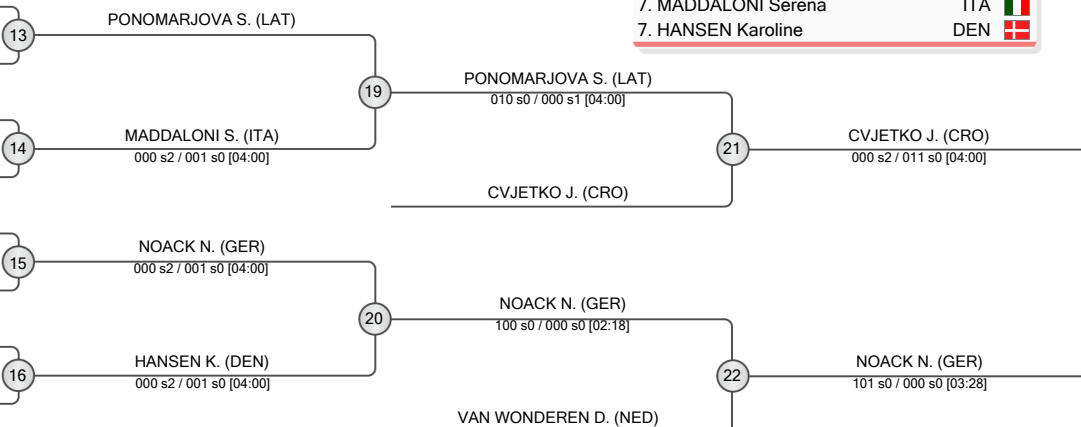 7. MADDALONI Serena ITA
7. HANSEN Karoline DEN
13
PONOMARJOVA S. (LAT)
19
PONOMARJOVA S. (LAT)
010 s0 / 000 s1 [04:00]
14
MADDALONI S. (ITA)
000 s2 / 001 s0 [04:00]
21
CVJETKO J. (CRO)
000 s2 / 011 s0 [04:00]
CVJETKO J. (CRO)
15
NOACK N. (GER)
000 s2 / 001 s0 [04:00]
20
NOACK N. (GER)
100 s0 / 000 s0 [02:18]
16
HANSEN K. (DEN)
000 s2 / 001 s0 [04:00]
22
NOACK N. (GER)
101 s0 / 000 s0 [03:28]
VAN WONDEREN D. (NED)